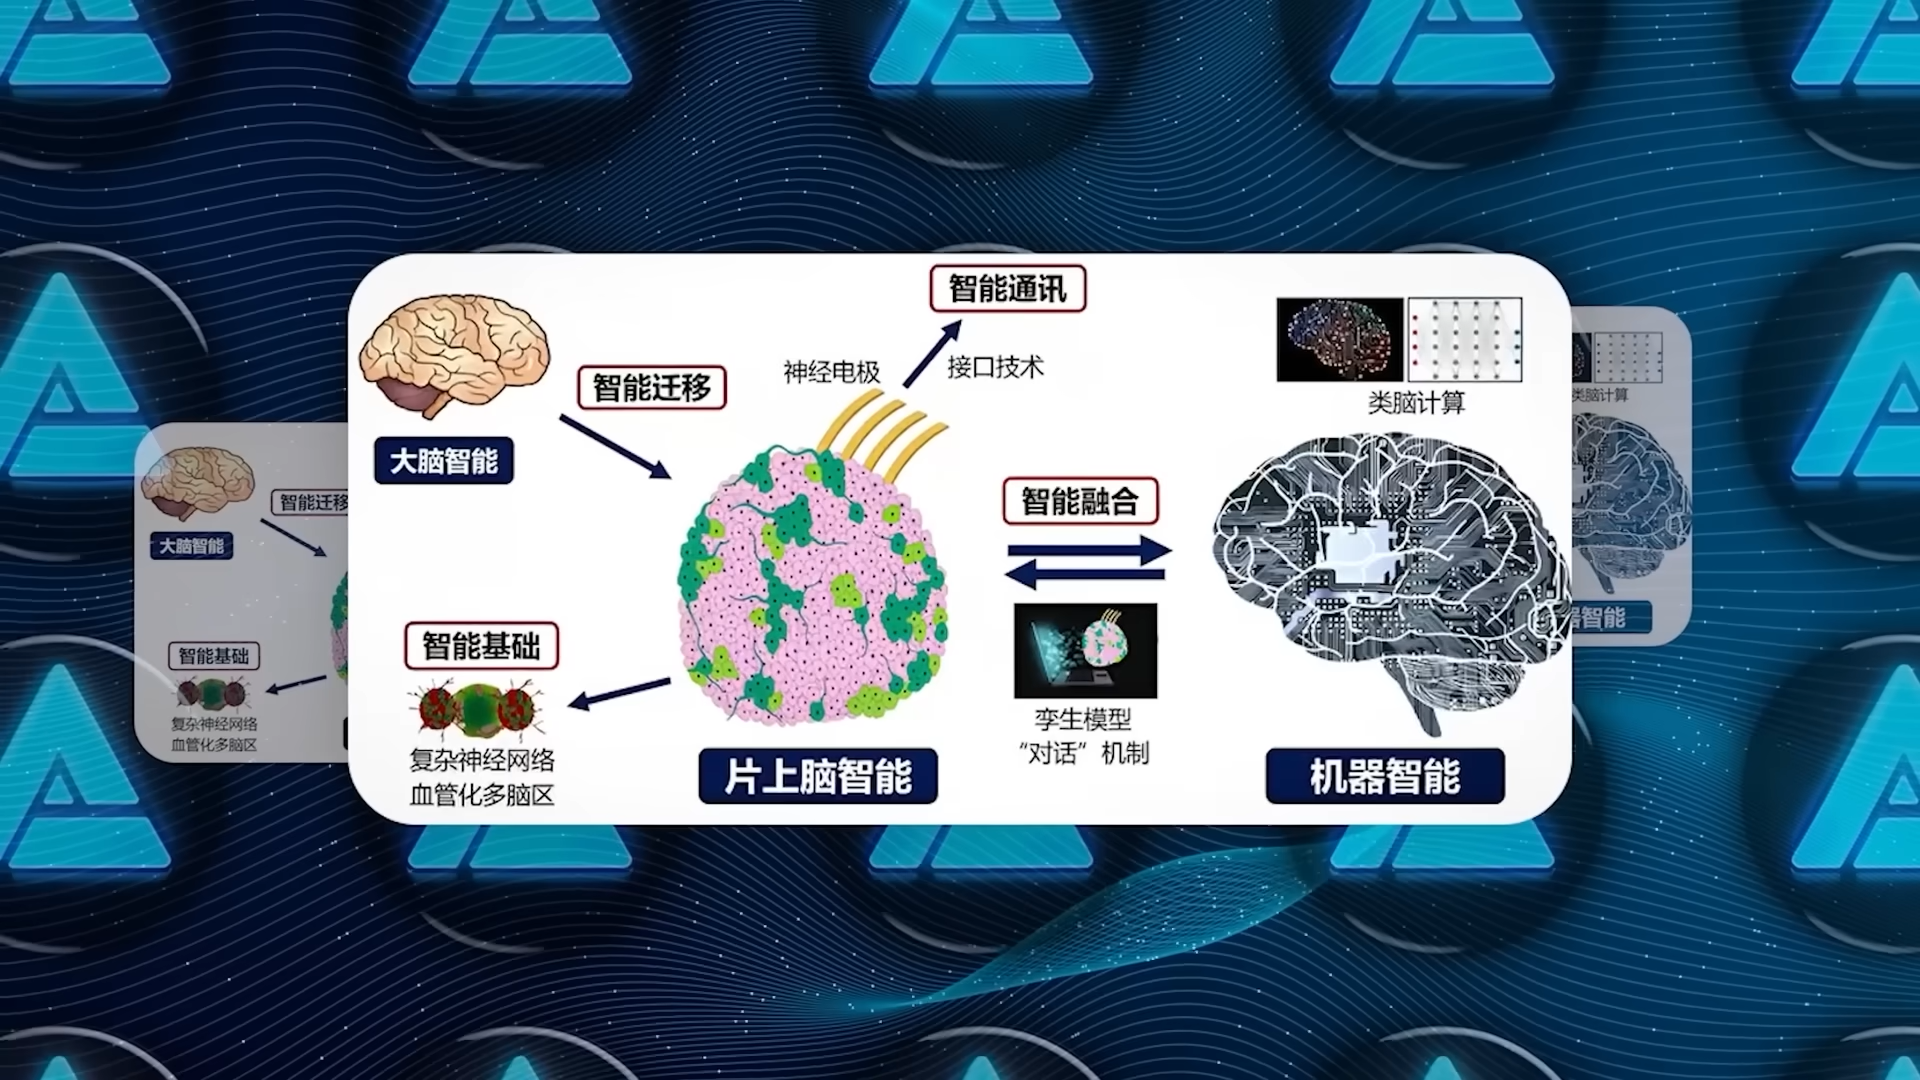 智能通讯
神经电极
接口技术
智能迁移
大脑智能
类脑计算
智能融合
智能基础
复杂神经网络
血管化多脑区
片上脑智能
孪生模型
“对话”机制
机器智能
智能迁移
大脑智能
智能基础
复杂神经网络
血管化多脑区
类脑计算
器智能